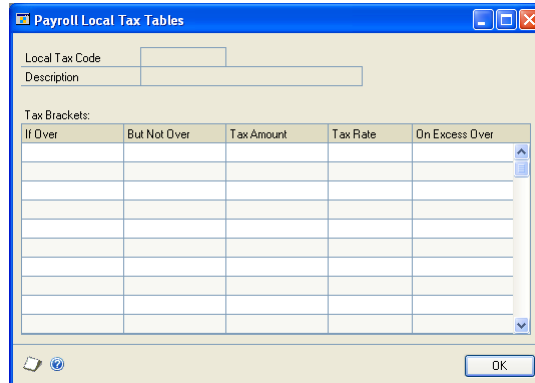 Payroll Local Tax Tables
Local Tax Code
Description
Tax Brackets:
If Over But Not Over Tax Amount Tax Rate On Excess Over
OK